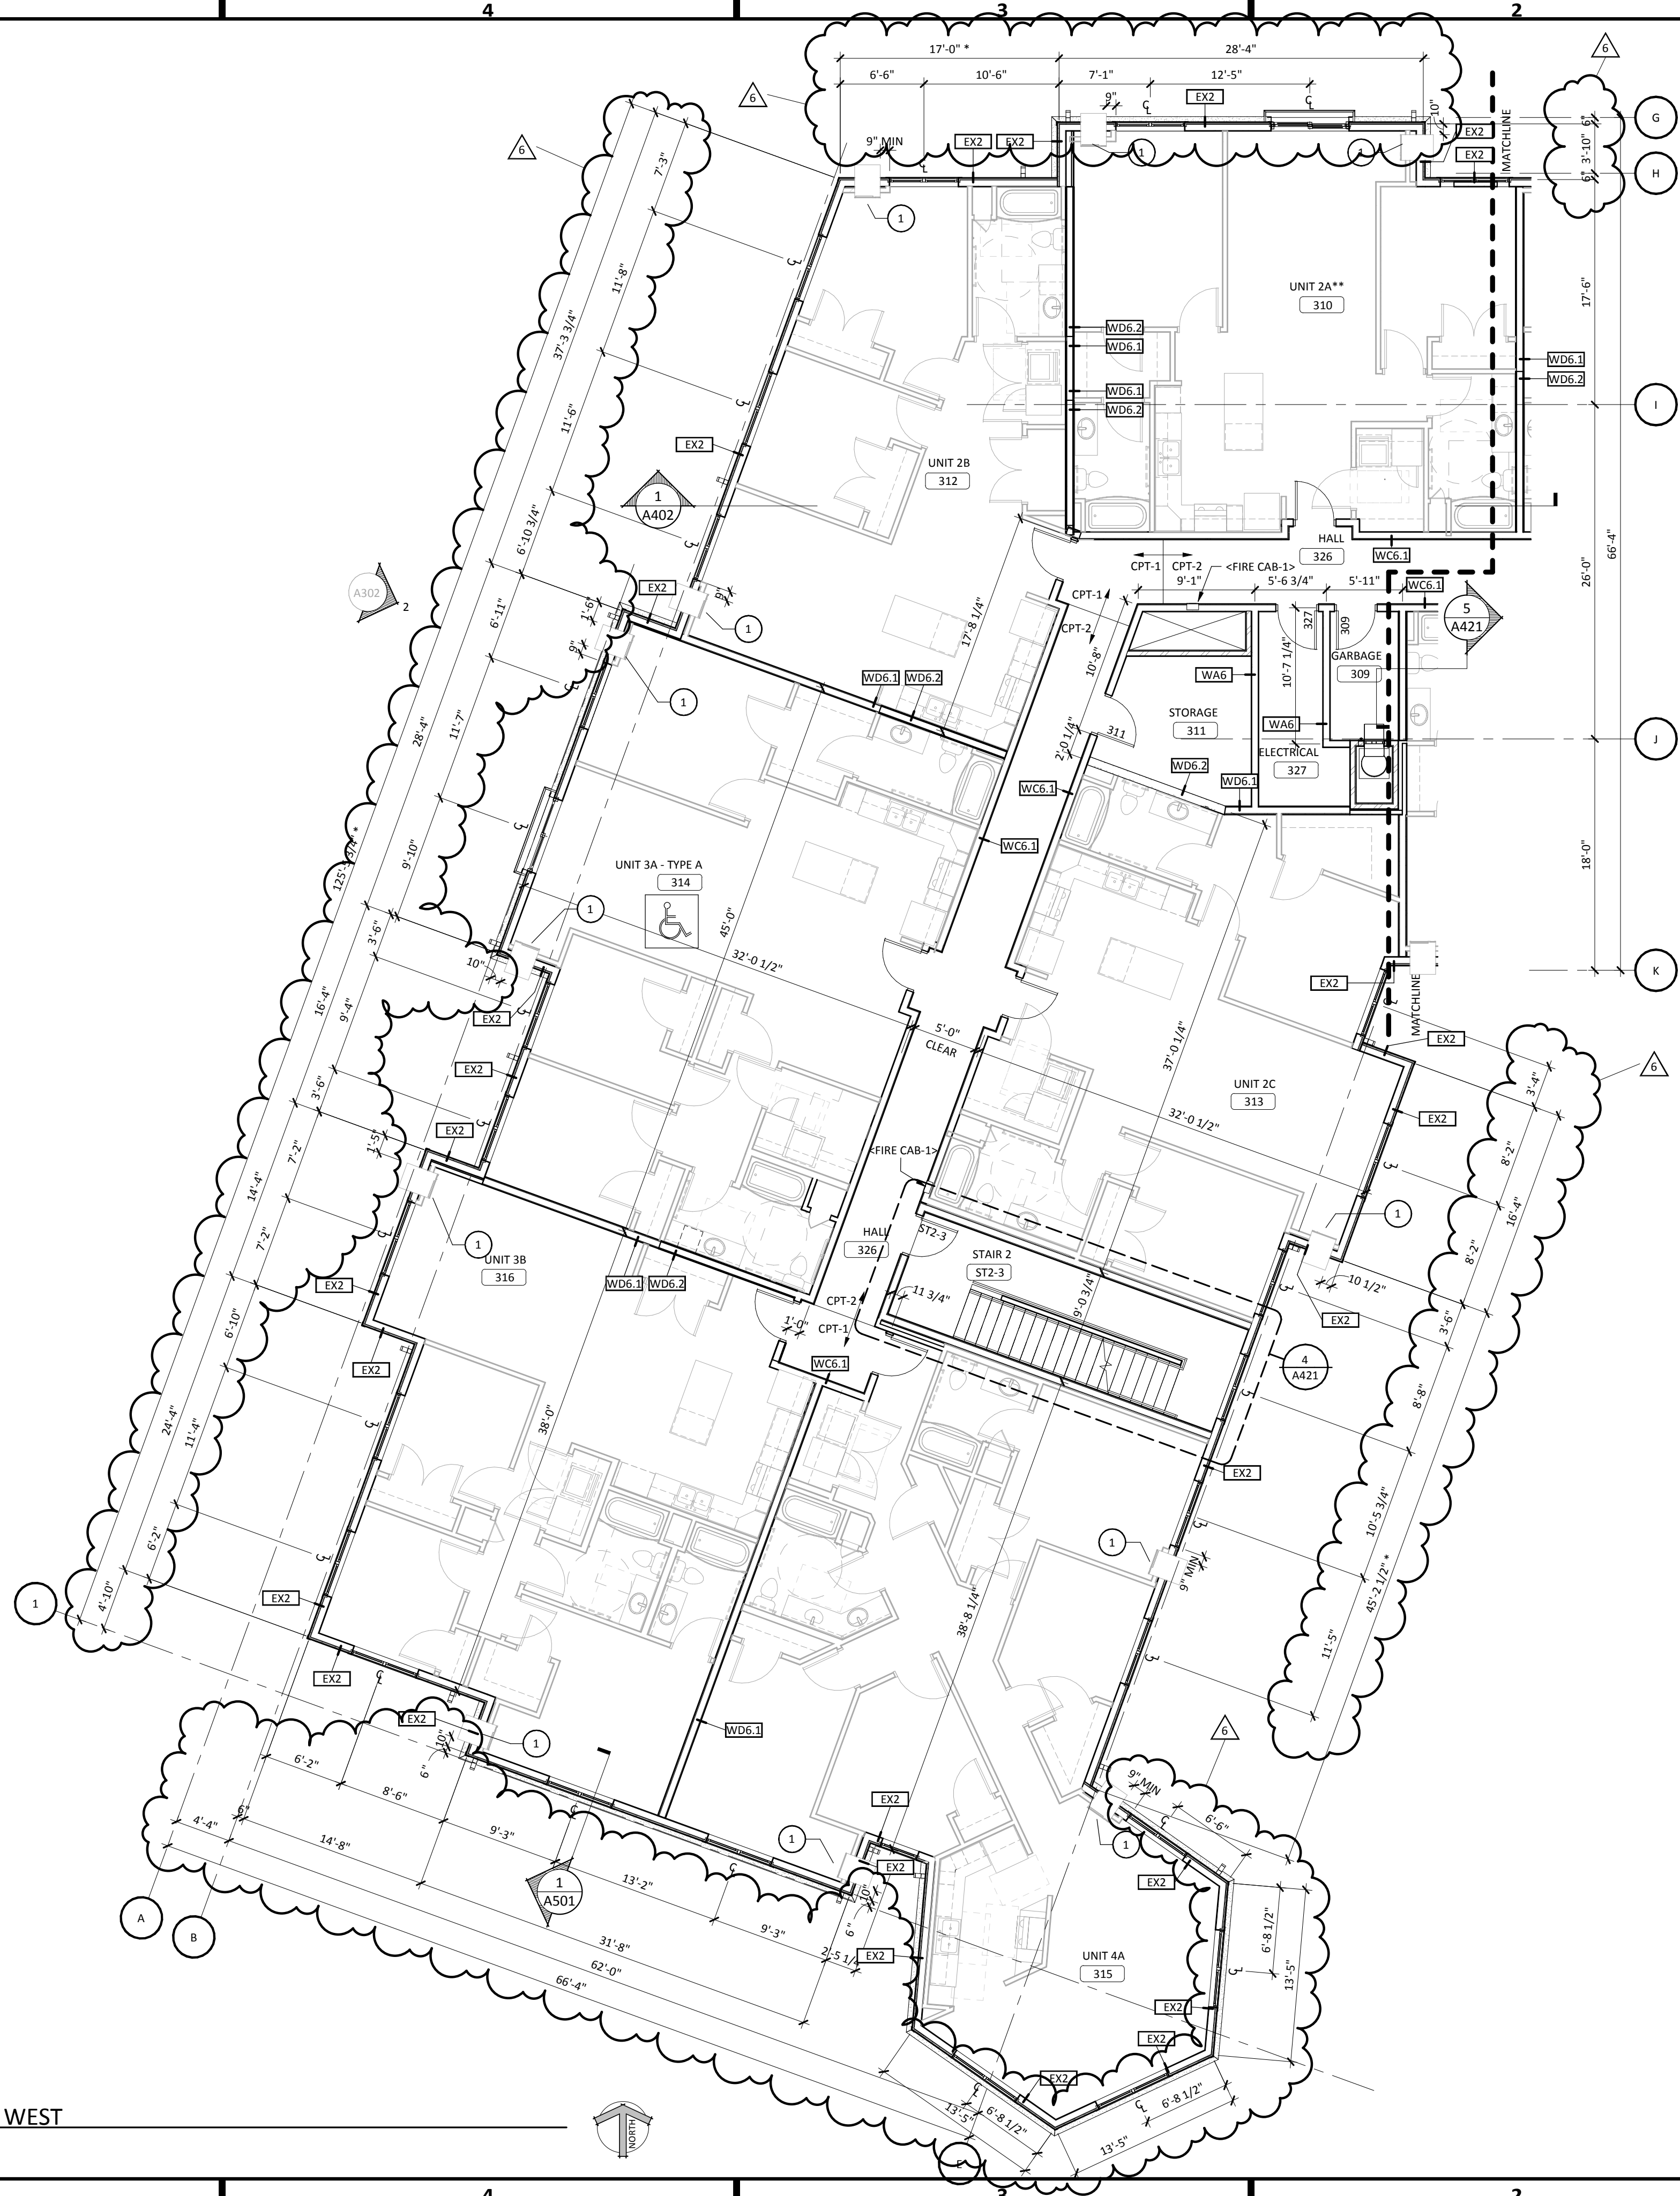 4
3
2
17'-0" *
28'-4"
6'-6"
10'-6"
7'-1"
12'-5"
6
6
6
9"
EX2
10"
EX2
EX2
9" MIN
EX2
EX2
1
1
1
MATCHLINE
6"
3'-10"
6"
G
H
7'-3"
11'-8"
37'-3 3/4"
11'-6"
6'-10 3/4"
UNIT 2A**
310
17'-6"
WD6.2
WD6.1
WD6.1
WD6.2
WD6.1
WD6.2
I
EX2
UNIT 2B
312
1
A402
A302
2
HALL
326
WC6.1
CPT-1
CPT-2
<FIRE CAB-1>
9'-1"
5'-6 3/4"
5'-11"
WC6.1
26'-0"
66'-4"
EX2
9"
1'-6"
9"
1
1
6'-11"
17'-8 1/4"
CPT-1
CPT-2
10'-8"
327
309
5
A421
10'-7 1/4"
GARBAGE
309
WD6.1
WD6.2
WA6
STORAGE
311
311
WA6
ELECTRICAL
327
J
2'-0 1/4"
WD6.2
WD6.1
WC6.1
WC6.1
11'-7"
28'-4"
9'-10"
125'-5 3/4" *
UNIT 3A - TYPE A
314
18'-0"
1
45'-0"
32'-0 1/2"
3'-6"
10"
16'-4"
9'-4"
EX2
EX2
K
EX2
MATCHLINE
EX2
5'-0"
CLEAR
37'-0 1/4"
UNIT 2C
313
32'-0 1/2"
EX2
6
3'-4"
8'-2"
16'-4"
8'-2"
3'-6"
EX2
1'-5"
7'-2"
14'-4"
7'-2"
<FIRE CAB-1>
1
1
UNIT 3B
316
HALL
326
ST2-3
STAIR 2
ST2-3
10 1/2"
EX2
EX2
WD6.1
WD6.2
CPT-2
CPT-1
11 3/4"
9'-0 3/4"
1'-0"
6'-10"
EX2
WC6.1
4
A421
8'-8"
24'-4"
11'-4"
38'-0"
EX2
10'-5 3/4"
45'-2 1/2" *
11'-5"
6'-2"
4'-10"
1
1
9" MIN
EX2
38'-8 1/4"
EX2
EX2
10"
6"
1
WD6.1
6
9" MIN
6'-6"
EX2
1
1
EX2
EX2
6'-2"
8'-6"
6"
4'-4"
14'-8"
9'-3"
13'-2"
1
A501
10"
6"
9'-3"
2'-5 1/4"
31'-8"
62'-0"
66'-4"
A
B
EX2
UNIT 4A
315
6'-8 1/2"
13'-5"
EX2
EX2
EX2
6'-8 1/2"
13'-5"
6'-8 1/2"
13'-5"
E
WEST
NORTH
4
3
2